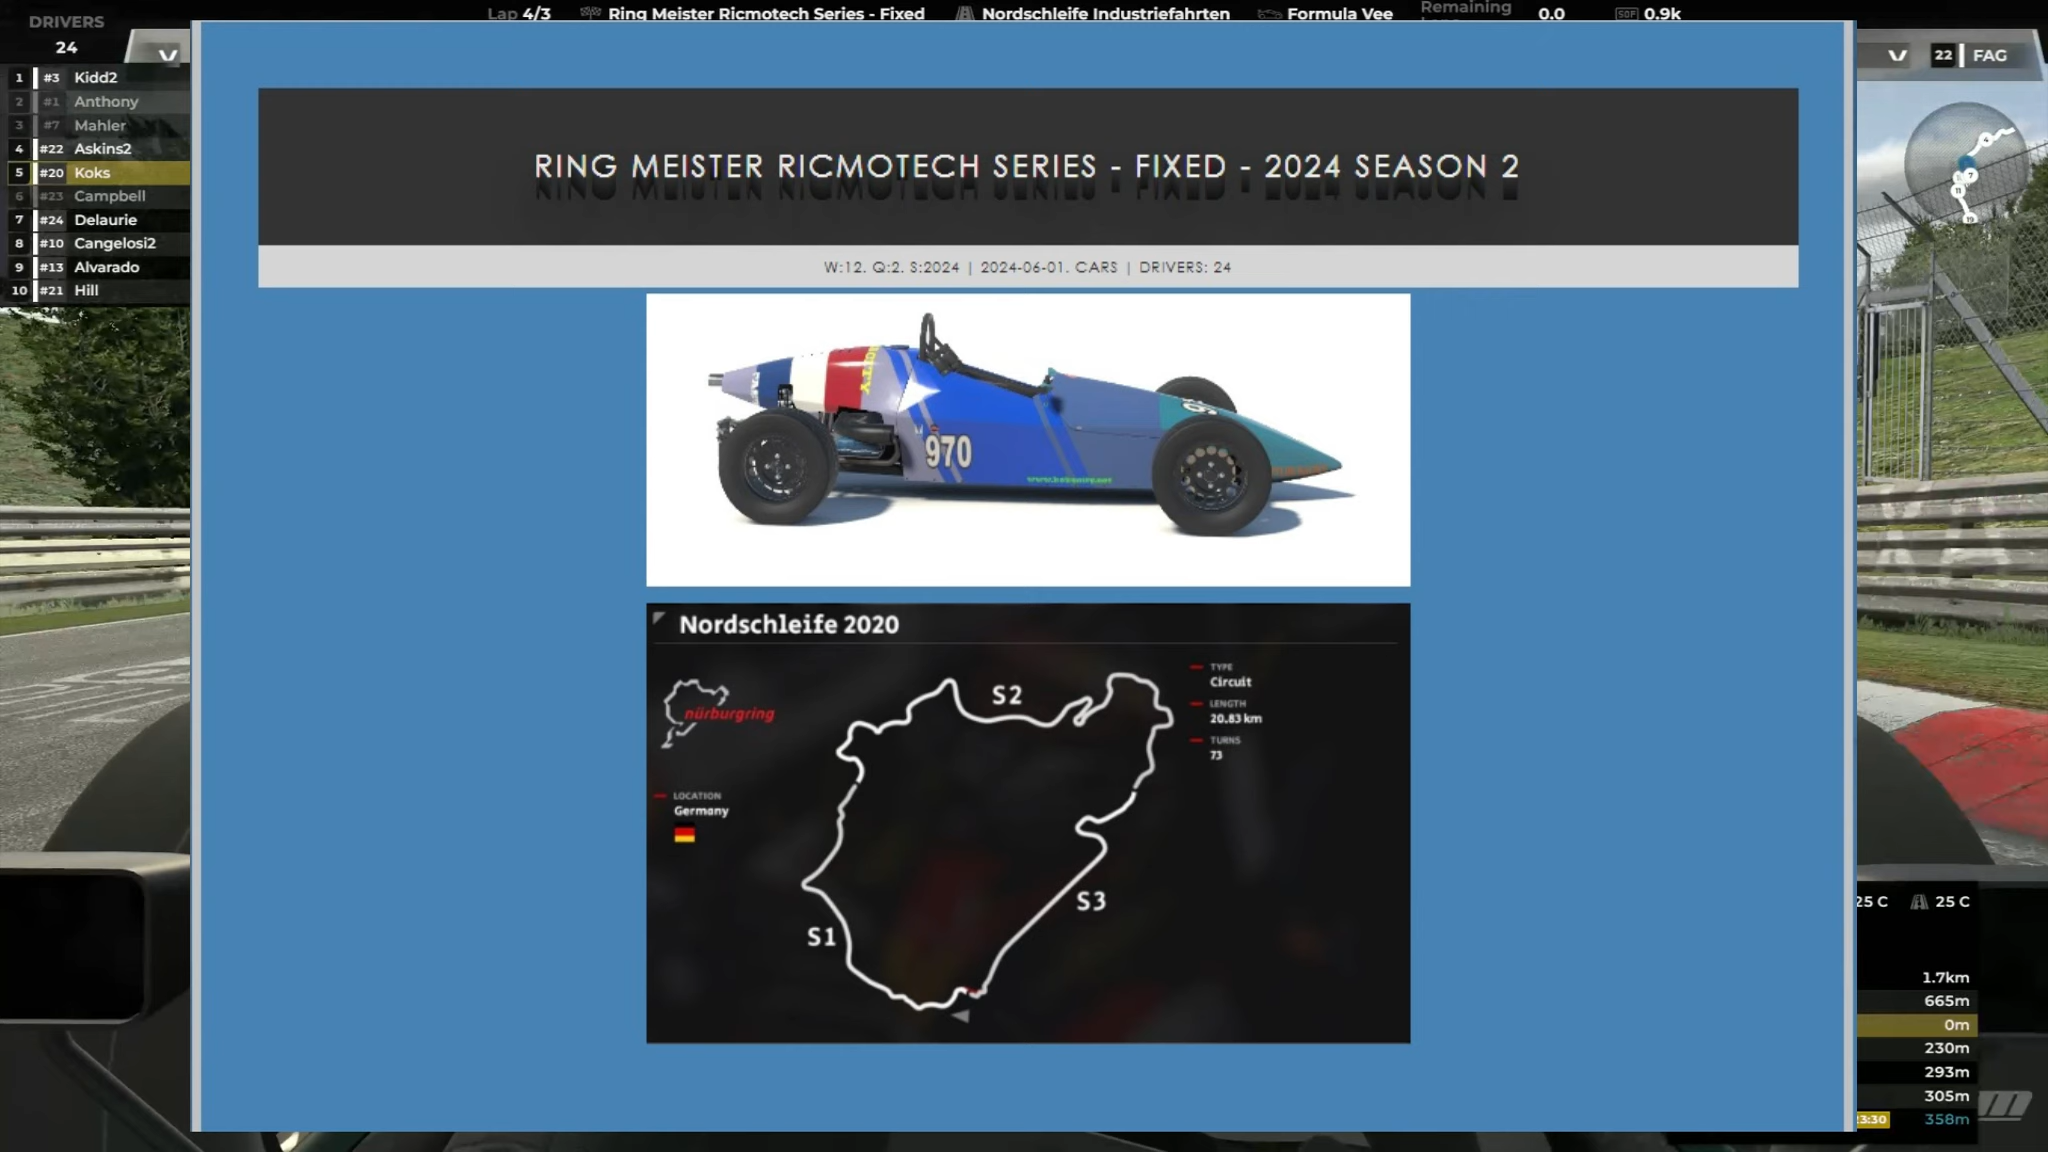 Lap 4/3 Ring Meister Ricmotech Series - Fixed Nordschleife Industriefahrten Formula Vee Remaining 0.0 SOF 0.9k
DRIVERS
24
22 FAG
1 #3 Kidd2
2 #1 Anthony
3 #7 Mahler
4 #22 Askins2
5 #20 Koks
6 #23 Campbell
7 #24 Delaurie
8 #10 Cangelosi2
9 #13 Alvarado
10 #21 Hill
RING MEISTER RICMOTECH SERIES - FIXED - 2024 SEASON 2
W:12. Q:2. S:2024 | 2024-06-01. CARS | DRIVERS: 24
970
Nordschleife 2020
nürburgring
LOCATION
Germany
S1
S2
S3
TYPE
Circuit
LENGTH
20.83 km
TURNS
73
25 C 25 C
1.7km
665m
0m
230m
293m
305m
358m